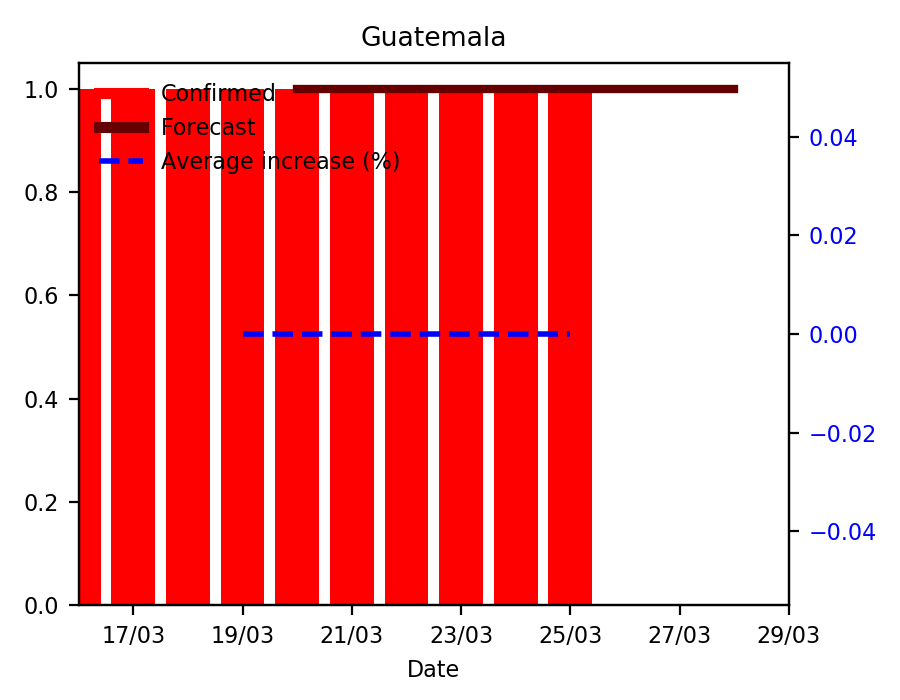 Guatemala
Confirmed
Forecast
Average increase (%)
1.0
0.8
0.6
0.4
0.2
0.0
0.04
0.02
0.00
−0.02
−0.04
17/03 19/03 21/03 23/03 25/03 27/03 29/03
Date